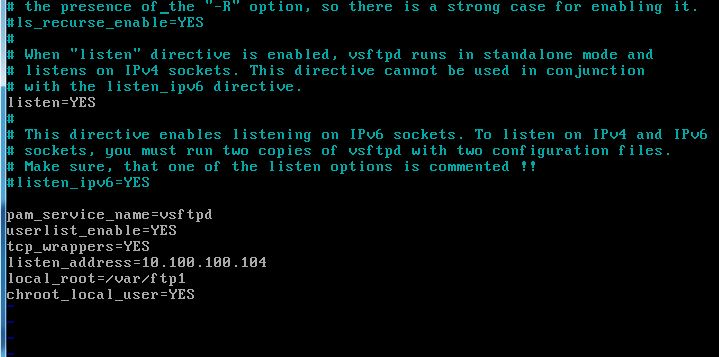 # the presence of the "-R" option, so there is a strong case for enabling it.
#ls_recurse_enable=YES
#
# When "listen" directive is enabled, vsftpd runs in standalone mode and
# listens on IPv4 sockets. This directive cannot be used in conjunction
# with the listen_ipv6 directive.
listen=YES
#
# This directive enables listening on IPv6 sockets. To listen on IPv4 and IPv6
# sockets, you must run two copies of vsftpd with two configuration files.
# Make sure, that one of the listen options is commented !!
#listen_ipv6=YES
pam_service_name=vsftpd
userlist_enable=YES
tcp_wrappers=YES
listen_address=10.100.100.104
local_root=/var/ftp1
chroot_local_user=YES
~
~
~